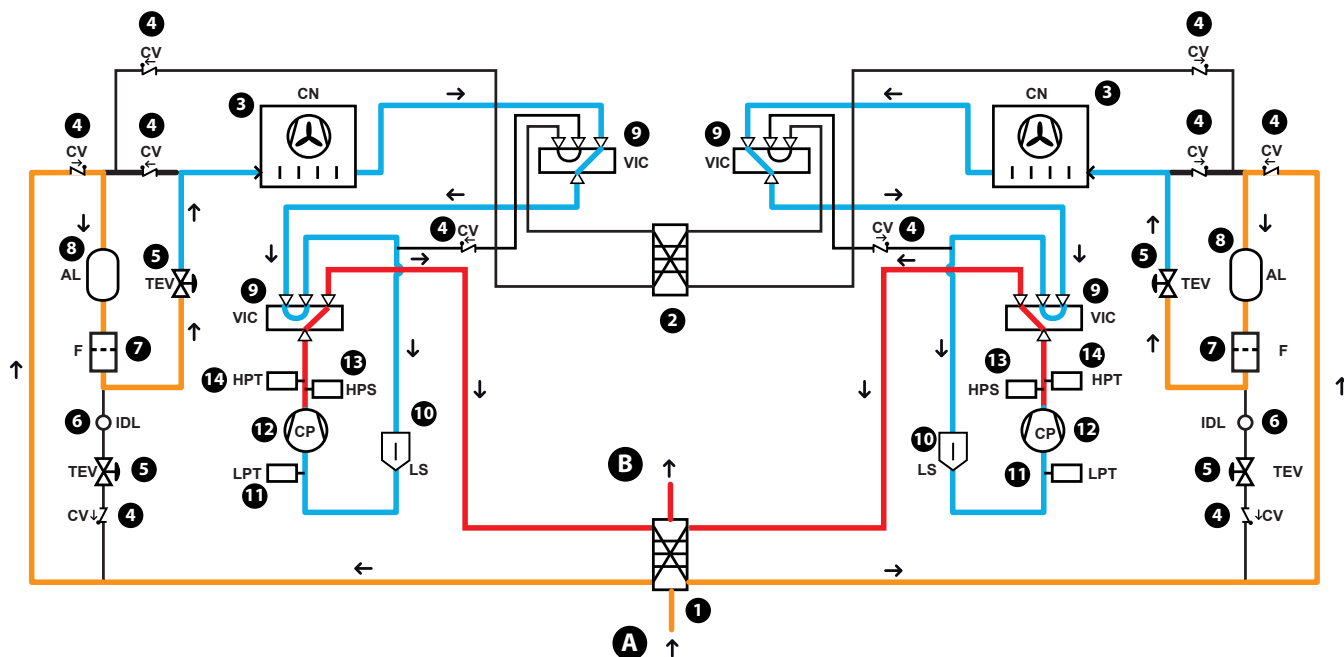 4 4
CV CV
3 CN CN 3
4 4 9 9 4 4
CV CV VIC VIC CV CV
4 CV CV 4
8 5 5 8
AL TEV TEV AL
9 9
VIC VIC
2
F 7 7 F
13 14
14 HPT HPS HPS HPT
13
10 10
6 IDL 12 CP CP 12 IDL 6
TEV 5 LPT LS B LS LPT 5 TEV
11 11
CV 4 4 CV
1
A